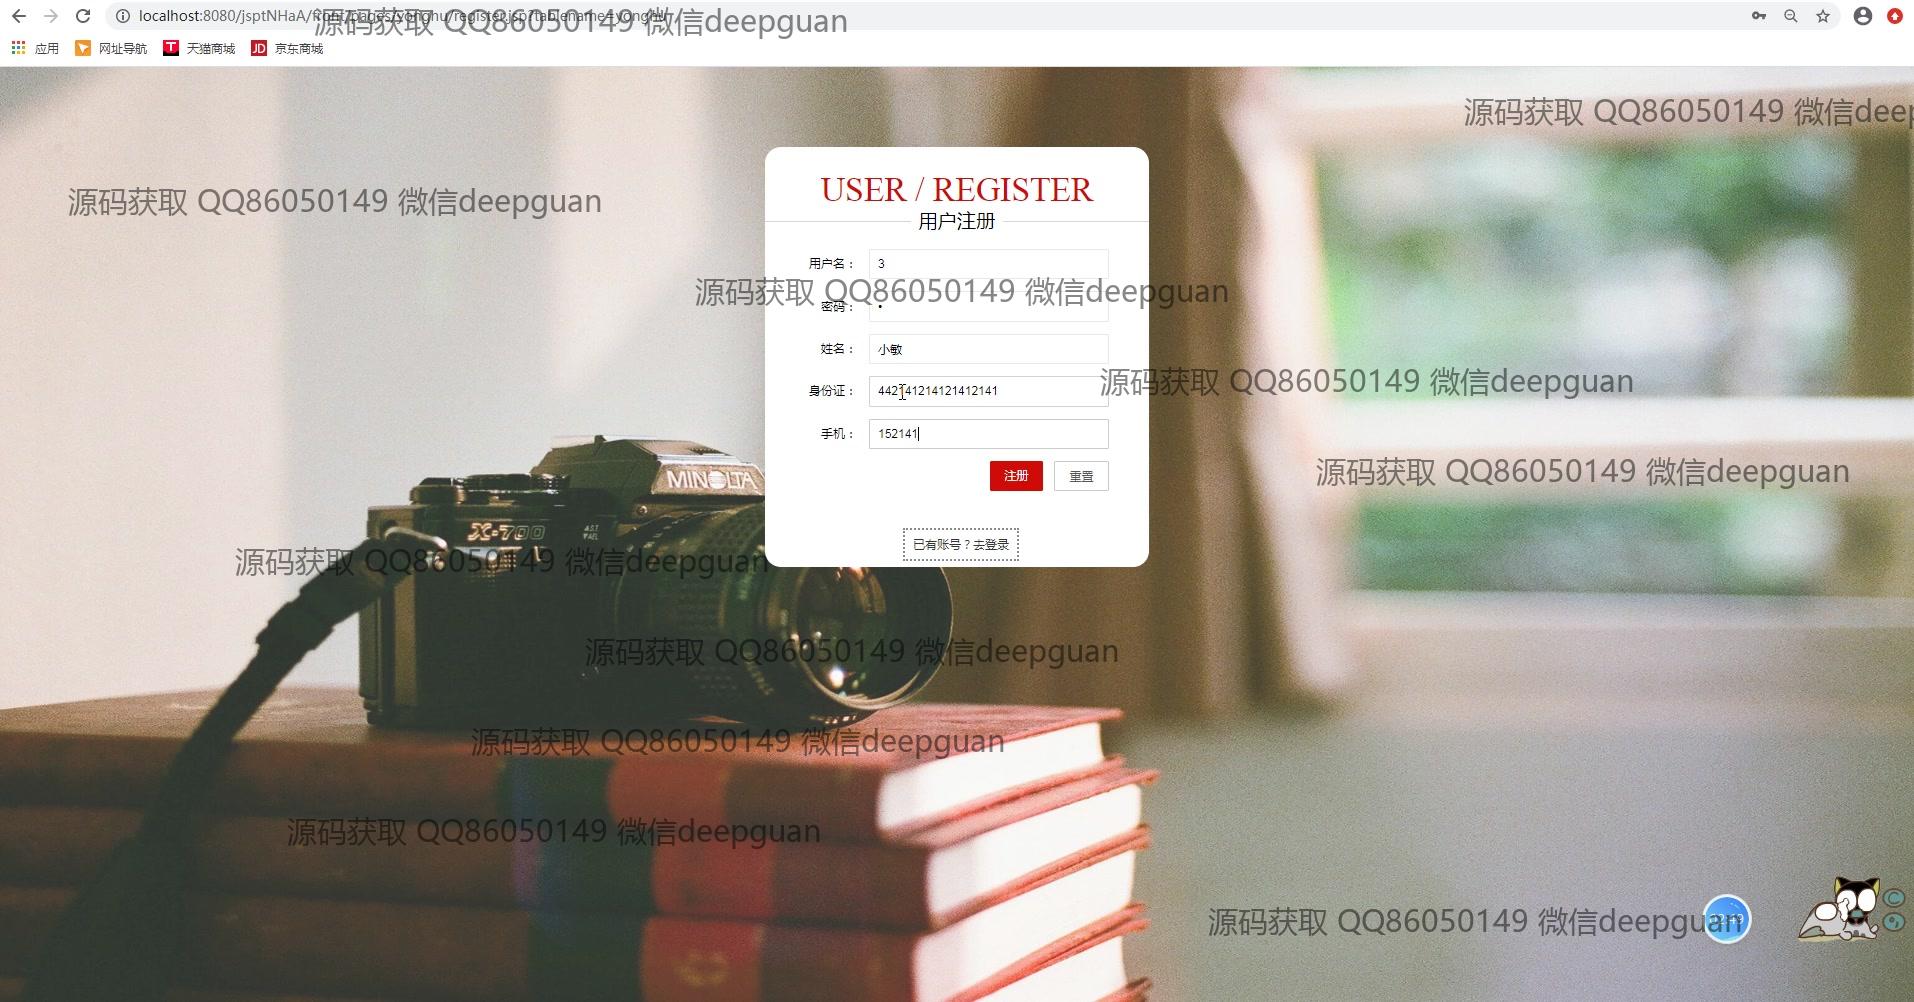 localhost:8080/jsptNHaA/front/pages/yonghu/register.jsp?tablename=yonghu
源码获取 QQ86050149 微信deepguan
应用 网址导航 天猫商城 JD 京东商城
源码获取 QQ86050149 微信deep
源码获取 QQ86050149 微信deepguan
USER / REGISTER
用户注册
用户名： 3
源码获取 QQ86050149 微信deepguan
密码： •
姓名： 小敏
源码获取 QQ86050149 微信deepguan
手机： 152141
身份证：
源码获取 QQ86050149 微信deepguan
注册 重置
MINOLTA
X-700
已有账号？去登录
源码获取 QQ86050149 微信deepguan
源码获取 QQ86050149 微信deepguan
源码获取 QQ86050149 微信deepguan
源码获取 QQ86050149 微信deepguan
源码获取 QQ86050149 微信deepguan